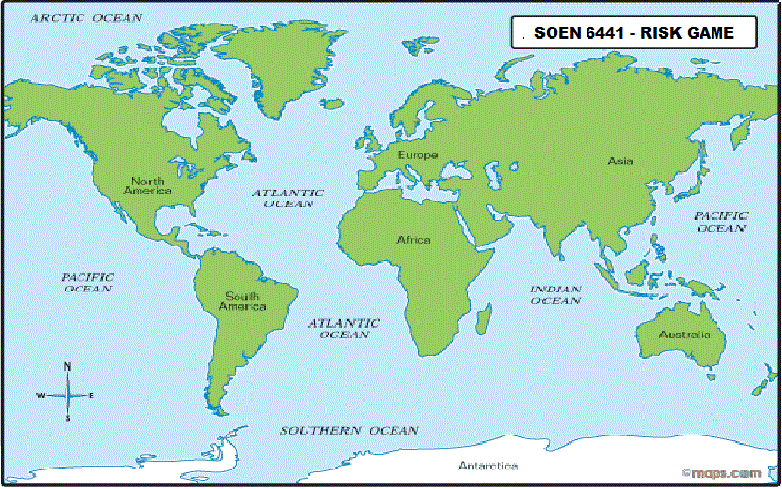 ARCTIC OCEAN
. SOEN 6441 - RISK GAME
Europe
Asia
North
America
ATLANTIC
OCEAN
PACIFIC
OCEAN
Africa
PACIFIC
OCEAN
INDIAN
OCEAN
South
America
ATLANTIC
OCEAN
Australia
N
W E
S
SOUTHERN OCEAN
Antarctica
©maps.com